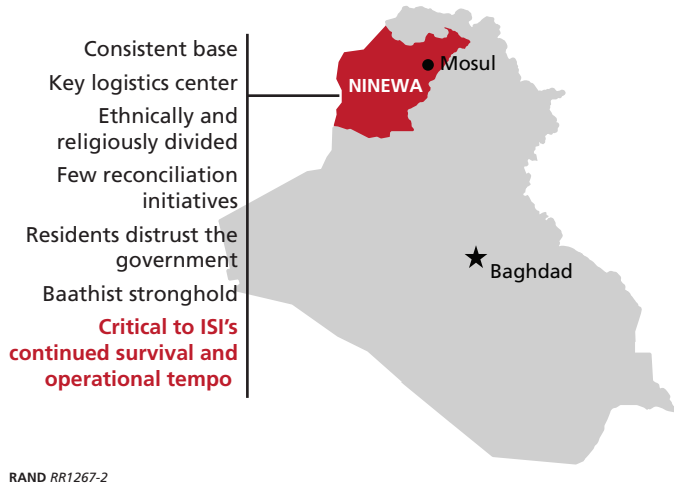 Consistent base
Key logistics center
Ethnically and
religiously divided
Few reconciliation
initiatives
Residents distrust the
government
Baathist stronghold
Critical to ISI’s
continued survival and
operational tempo
NINEWA
Mosul
Baghdad
RAND RR1267-2